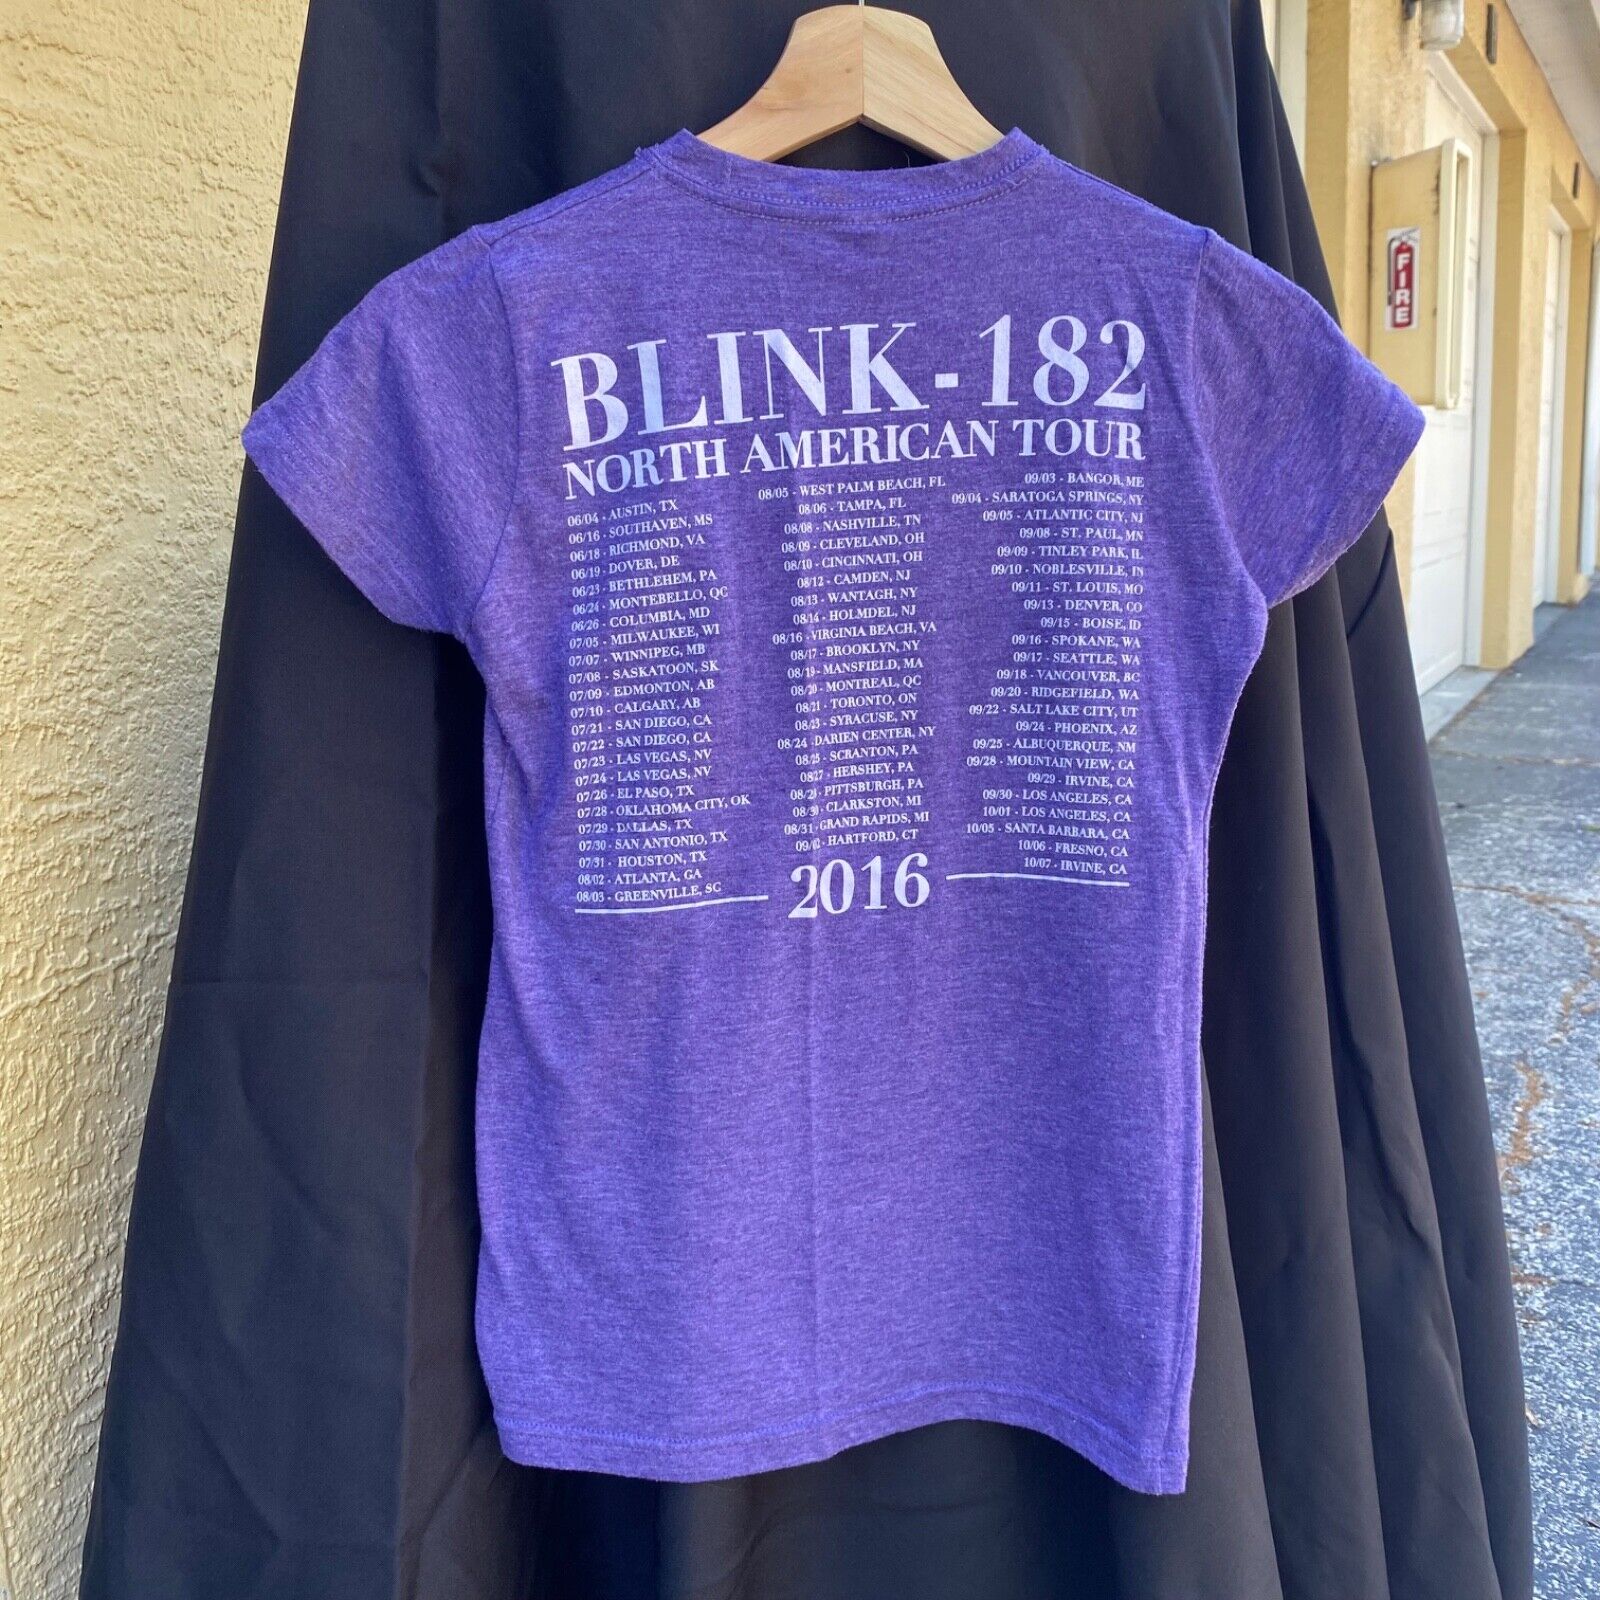 BLINK-182
NORTH AMERICAN TOUR
06/04 - AUSTIN, TX
06/16 - SOUTHAVEN, MS
06/18 - RICHMOND, VA
06/19 - DOVER, DE
06/23 - BETHLEHEM, PA
06/24 - MONTEBELLO, QC
06/26 - COLUMBIA, MD
07/05 - MILWAUKEE, WI
07/07 - WINNIPEG, MB
07/08 - SASKATOON, SK
07/09 - EDMONTON, AB
07/10 - CALGARY, AB
07/21 - SAN DIEGO, CA
07/22 - SAN DIEGO, CA
07/23 - LAS VEGAS, NV
07/24 - LAS VEGAS, NV
07/26 - EL PASO, TX
07/28 - OKLAHOMA CITY, OK
07/29 - DALLAS, TX
07/30 - SAN ANTONIO, TX
07/31 - HOUSTON, TX
08/02 - ATLANTA, GA
08/03 - GREENVILLE, SC
08/05 - WEST PALM BEACH, FL
08/06 - TAMPA, FL
08/08 - NASHVILLE, TN
08/09 - CLEVELAND, OH
08/10 - CINCINNATI, OH
08/12 - CAMDEN, NJ
08/13 - WANTAGH, NY
08/14 - HOLMDEL, NJ
08/16 - VIRGINIA BEACH, VA
08/17 - BROOKLYN, NY
08/19 - MANSFIELD, MA
08/20 - MONTREAL, QC
08/21 - TORONTO, ON
08/23 - SYRACUSE, NY
08/24 - DARIEN CENTER, NY
08/25 - SCRANTON, PA
08/27 - HERSHEY, PA
08/28 - PITTSBURGH, PA
08/30 - CLARKSTON, MI
08/31 - GRAND RAPIDS, MI
09/02 - HARTFORD, CT
09/03 - BANGOR, ME
09/04 - SARATOGA SPRINGS, NY
09/05 - ATLANTIC CITY, NJ
09/08 - ST. PAUL, MN
09/09 - TINLEY PARK, IL
09/10 - NOBLESVILLE, IN
09/11 - ST. LOUIS, MO
09/13 - DENVER, CO
09/15 - BOISE, ID
09/16 - SPOKANE, WA
09/17 - SEATTLE, WA
09/18 - VANCOUVER, BC
09/20 - RIDGEFIELD, WA
09/22 - SALT LAKE CITY, UT
09/24 - PHOENIX, AZ
09/25 - ALBUQUERQUE, NM
09/28 - MOUNTAIN VIEW, CA
09/29 - IRVINE, CA
09/30 - LOS ANGELES, CA
10/01 - LOS ANGELES, CA
10/05 - SANTA BARBARA, CA
10/06 - FRESNO, CA
10/07 - IRVINE, CA
2016
FIRE